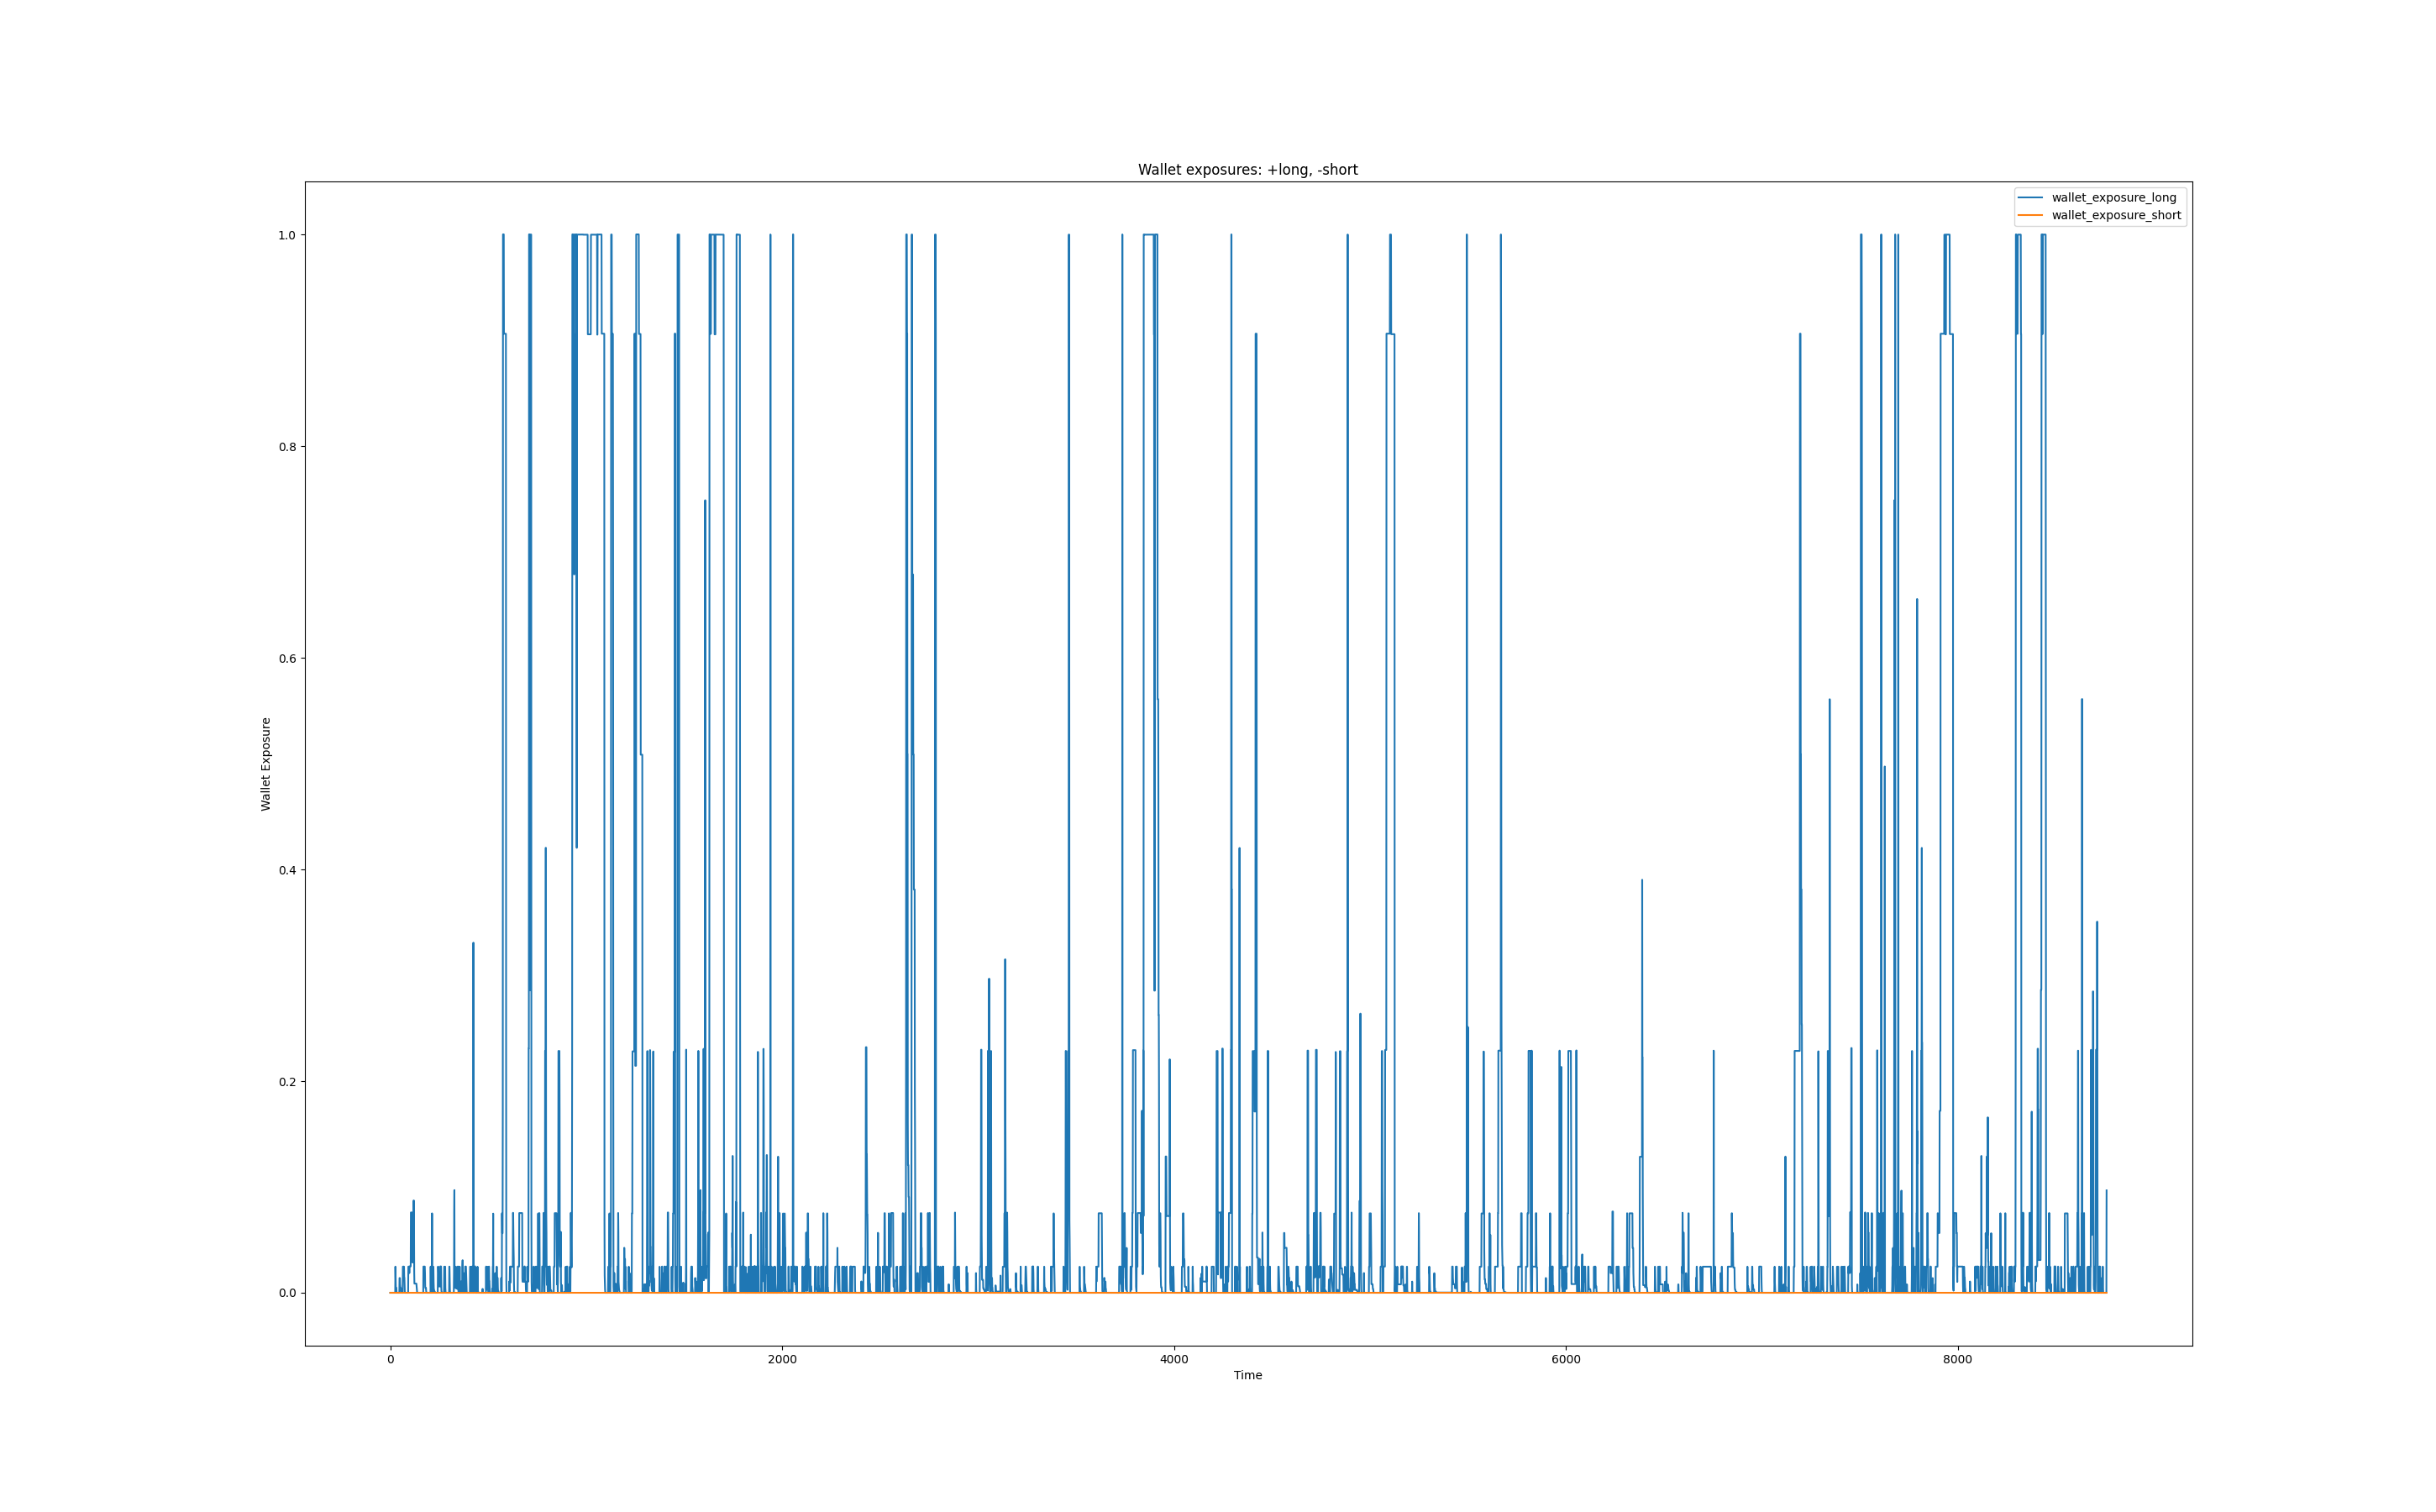 Wallet exposures: +long, -short
wallet_exposure_long
wallet_exposure_short
1.0
0.8
0.6
0.4
0.2
0.0
Wallet Exposure
0 2000 4000 6000 8000
Time